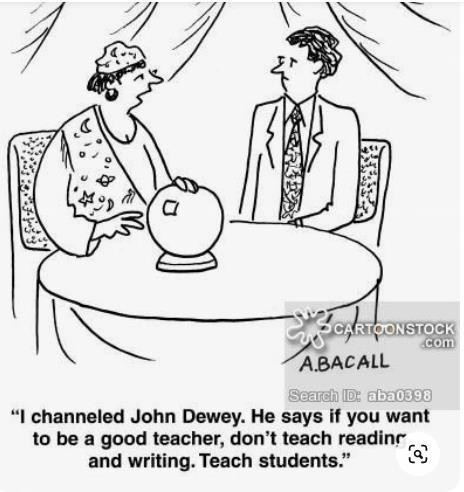 CARTOONSTOCK
.com
A.BACALL
Search ID: aba0398
"I channeled John Dewey. He says if you want
to be a good teacher, don't teach reading
and writing. Teach students."